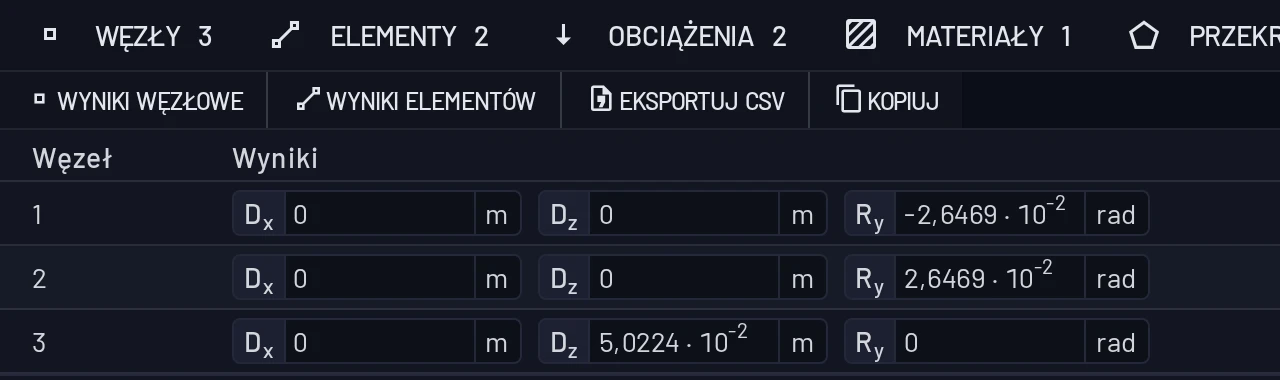 WĘZŁY 3 ELEMENTY 2 OBCIĄŻENIA 2 MATERIAŁY 1
WYNIKI WĘZŁOWE WYNIKI ELEMENTÓW EKSPORTUJ CSV KOPIUJ
Węzeł Wyniki
1 Dx 0 m Dz 0 m Ry -2,6469 · 10^-2 rad
2 Dx 0 m Dz 0 m Ry 2,6469 · 10^-2 rad
3 Dx 0 m Dz 5,0224 · 10^-2 m Ry 0 rad